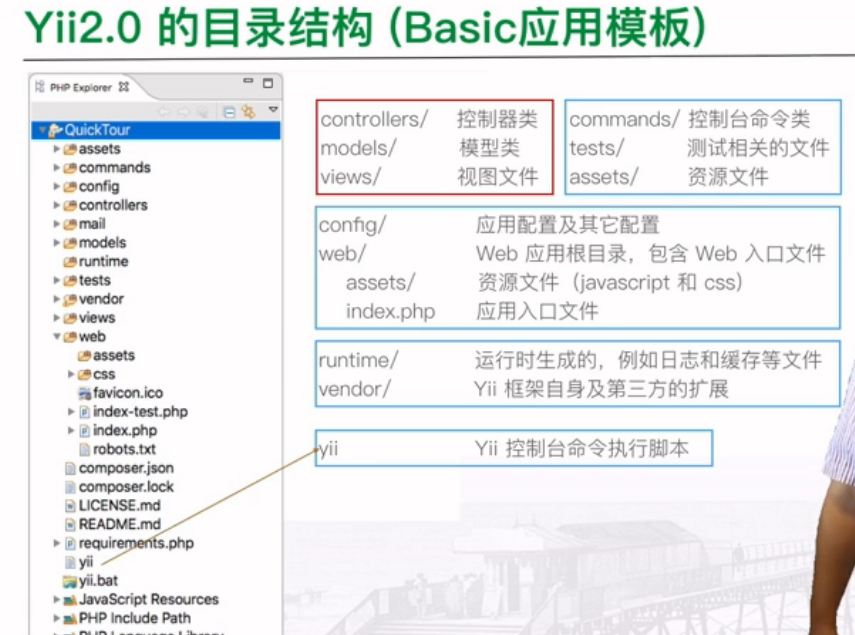 Yii2.0 的目录结构 (Basic应用模板)
PHP Explorer
QuickTour
assets
commands
config
controllers
mail
models
runtime
tests
vendor
views
web
assets
css
favicon.ico
index-test.php
index.php
robots.txt
composer.json
composer.lock
LICENSE.md
README.md
requirements.php
yii
yii.bat
JavaScript Resources
PHP Include Path
PHP Language Library
controllers/ 控制器类
models/ 模型类
views/ 视图文件
commands/ 控制台命令类
tests/ 测试相关的文件
assets/ 资源文件
config/ 应用配置及其它配置
web/ Web 应用根目录，包含 Web 入口文件
assets/ 资源文件（javascript 和 css）
index.php 应用入口文件
runtime/ 运行时生成的，例如日志和缓存等文件
vendor/ Yii 框架自身及第三方的扩展
yii Yii 控制台命令执行脚本